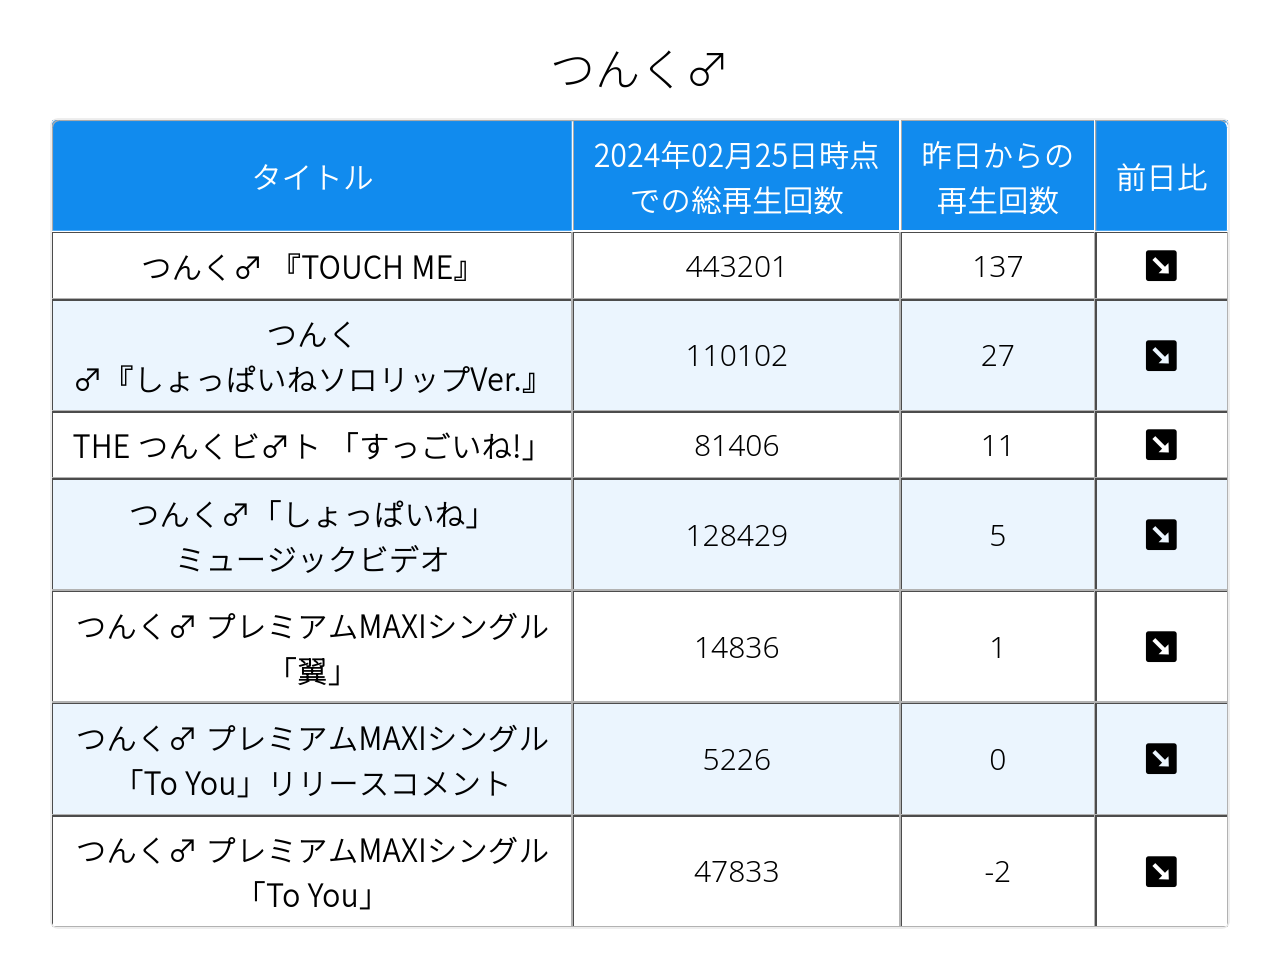 つんく♂
タイトル
2024年02月25日時点
での総再生回数
昨日からの
再生回数
前日比
つんく♂ 『TOUCH ME』
443201
137
↘
つんく
♂『しょっぱいねソロリップVer.』
110102
27
↘
THE つんくビ♂ト 「すっごいね!」
81406
11
↘
つんく♂「しょっぱいね」
ミュージックビデオ
128429
5
↘
つんく♂ プレミアムMAXIシングル
「翼」
14836
1
↘
つんく♂ プレミアムMAXIシングル
「To You」リリースコメント
5226
0
↘
つんく♂ プレミアムMAXIシングル
「To You」
47833
-2
↘